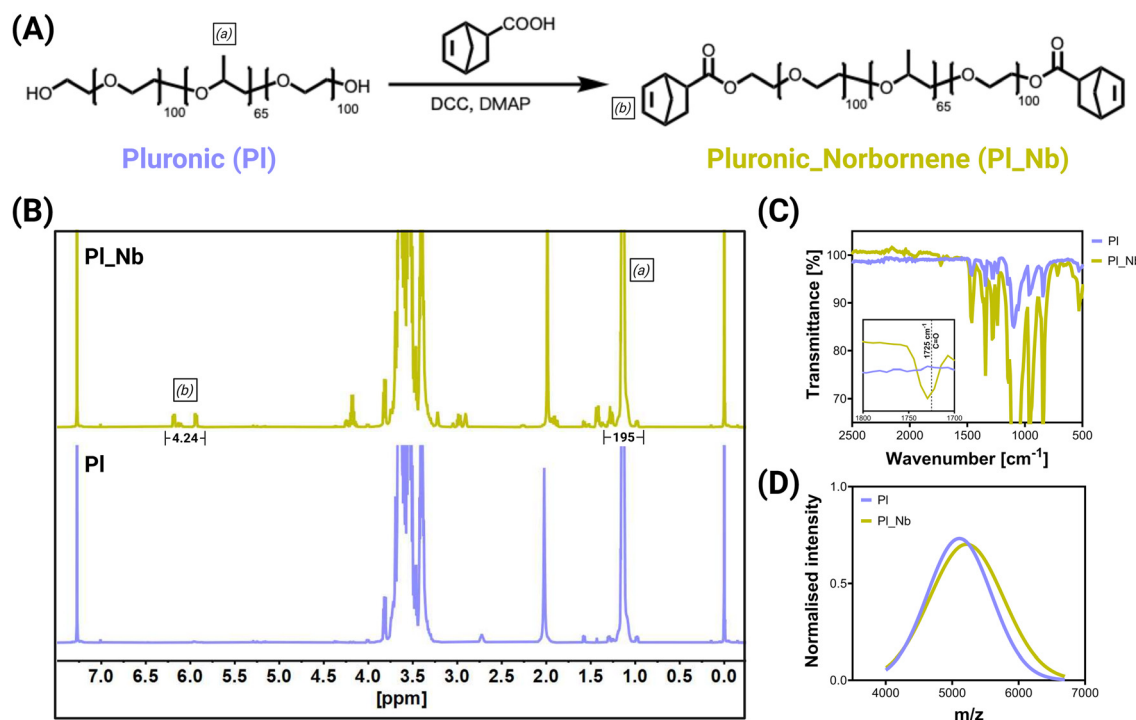 (A)
(a)
COOH
HO
O
100
O
65
O
100
OH
DCC, DMAP
(b)
O
O
O
100
O
65
O
100
O
O
Pluronic (Pl)
Pluronic_Norbornene (Pl_Nb)
(B)
Pl_Nb
(a)
(b)
4.24
195
Pl
7.0 6.5 6.0 5.5 5.0 4.5 4.0 3.5 3.0 2.5 2.0 1.5 1.0 0.5 0.0
[ppm]
(C)
Transmittance [%]
100
90
80
70
Pl
Pl_Nb
1725 cm-1
C=O
1800 1750 1700
2500 2000 1500 1000 500
Wavenumber [cm-1]
(D)
Normalised intensity
1.0
0.5
0.0
Pl
Pl_Nb
4000 5000 6000 7000
m/z